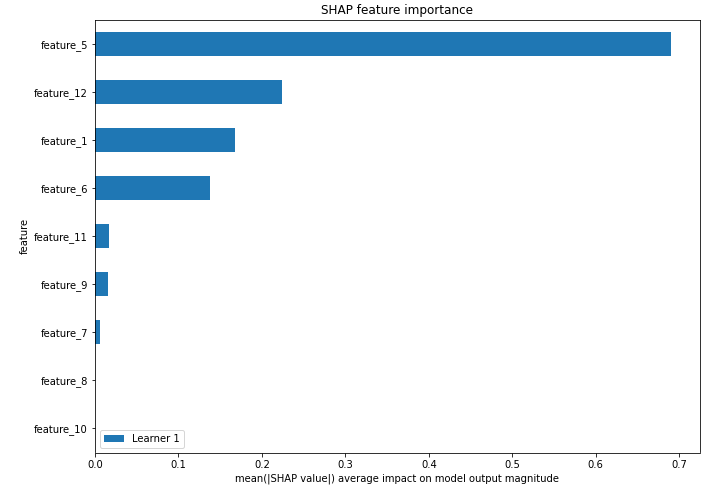 SHAP feature importance
feature_5
feature_12
feature_1
feature_6
feature_11
feature_9
feature_7
feature_8
feature_10
feature
Learner 1
0.0 0.1 0.2 0.3 0.4 0.5 0.6 0.7
mean(|SHAP value|) average impact on model output magnitude